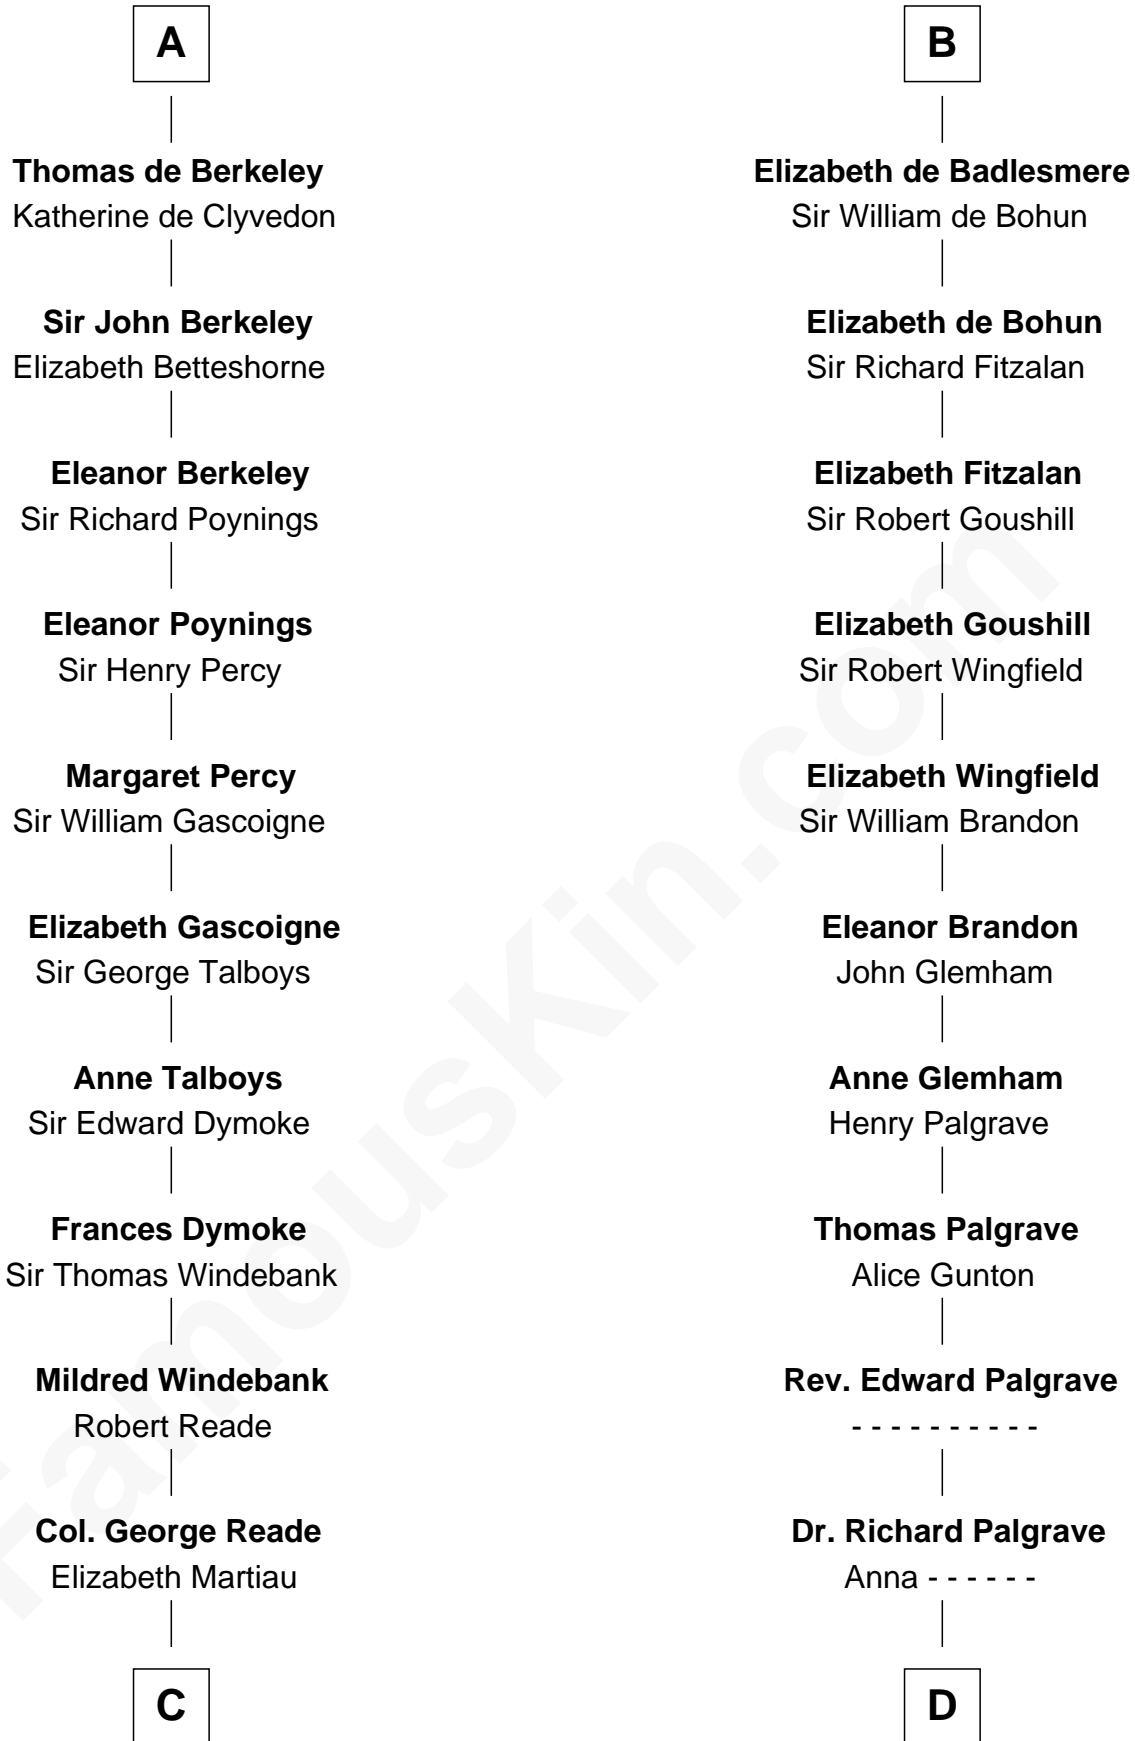 A
Thomas de Berkeley
Katherine de Clyvedon
Sir John Berkeley
Elizabeth Betteshorne
Eleanor Berkeley
Sir Richard Poynings
Eleanor Poynings
Sir Henry Percy
Margaret Percy
Sir William Gascoigne
Elizabeth Gascoigne
Sir George Talboys
Anne Talboys
Sir Edward Dymoke
Frances Dymoke
Sir Thomas Windebank
Mildred Windebank
Robert Reade
Col. George Reade
Elizabeth Martiau
C
B
Elizabeth de Badlesmere
Sir William de Bohun
Elizabeth de Bohun
Sir Richard Fitzalan
Elizabeth Fitzalan
Sir Robert Goushill
Elizabeth Goushill
Sir Robert Wingfield
Elizabeth Wingfield
Sir William Brandon
Eleanor Brandon
John Glemham
Anne Glemham
Henry Palgrave
Thomas Palgrave
Alice Gunton
Rev. Edward Palgrave
- - - - - - - - - -
Dr. Richard Palgrave
Anna - - - - - -
D
FamousKin.com